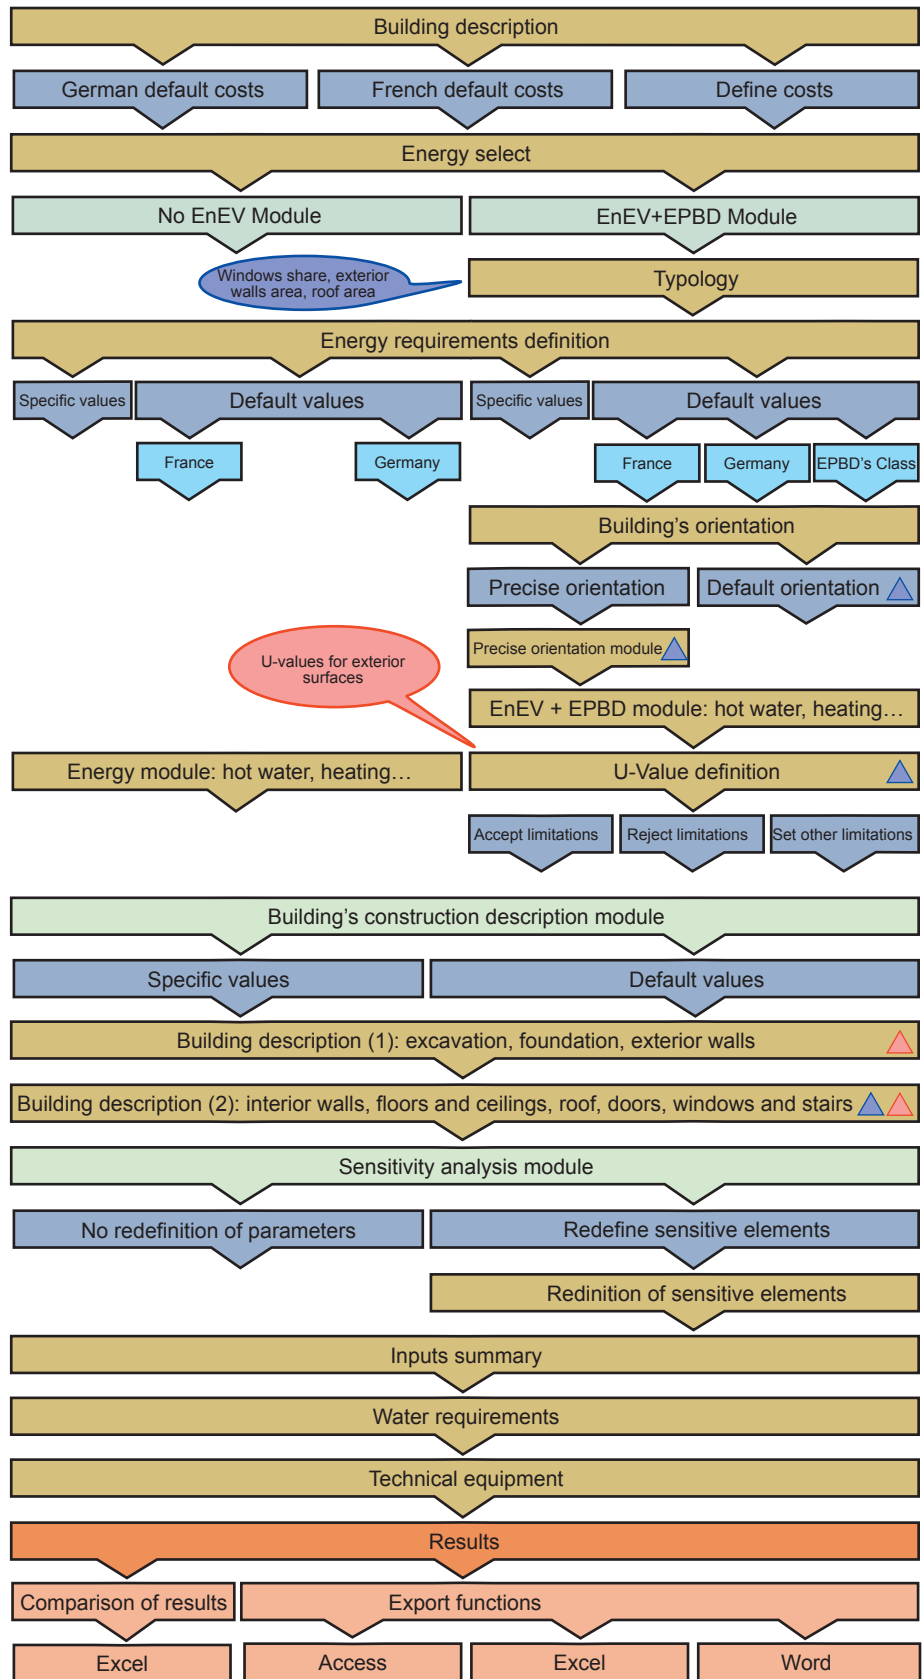 Building description
German default costs
French default costs
Define costs
Energy select
No EnEV Module
EnEV+EPBD Module
Windows share, exterior
walls area, roof area
Typology
Energy requirements definition
Specific values
Default values
Specific values
Default values
France
Germany
France
Germany
EPBD's Class
Building's orientation
Precise orientation
Default orientation
Precise orientation module
U-values for exterior
surfaces
EnEV + EPBD module: hot water, heating…
Energy module: hot water, heating…
U-Value definition
Accept limitations
Reject limitations
Set other limitations
Building's construction description module
Specific values
Default values
Building description (1): excavation, foundation, exterior walls
Building description (2): interior walls, floors and ceilings, roof, doors, windows and stairs
Sensitivity analysis module
No redefinition of parameters
Redefine sensitive elements
Redinition of sensitive elements
Inputs summary
Water requirements
Technical equipment
Results
Comparison of results
Export functions
Excel
Access
Excel
Word